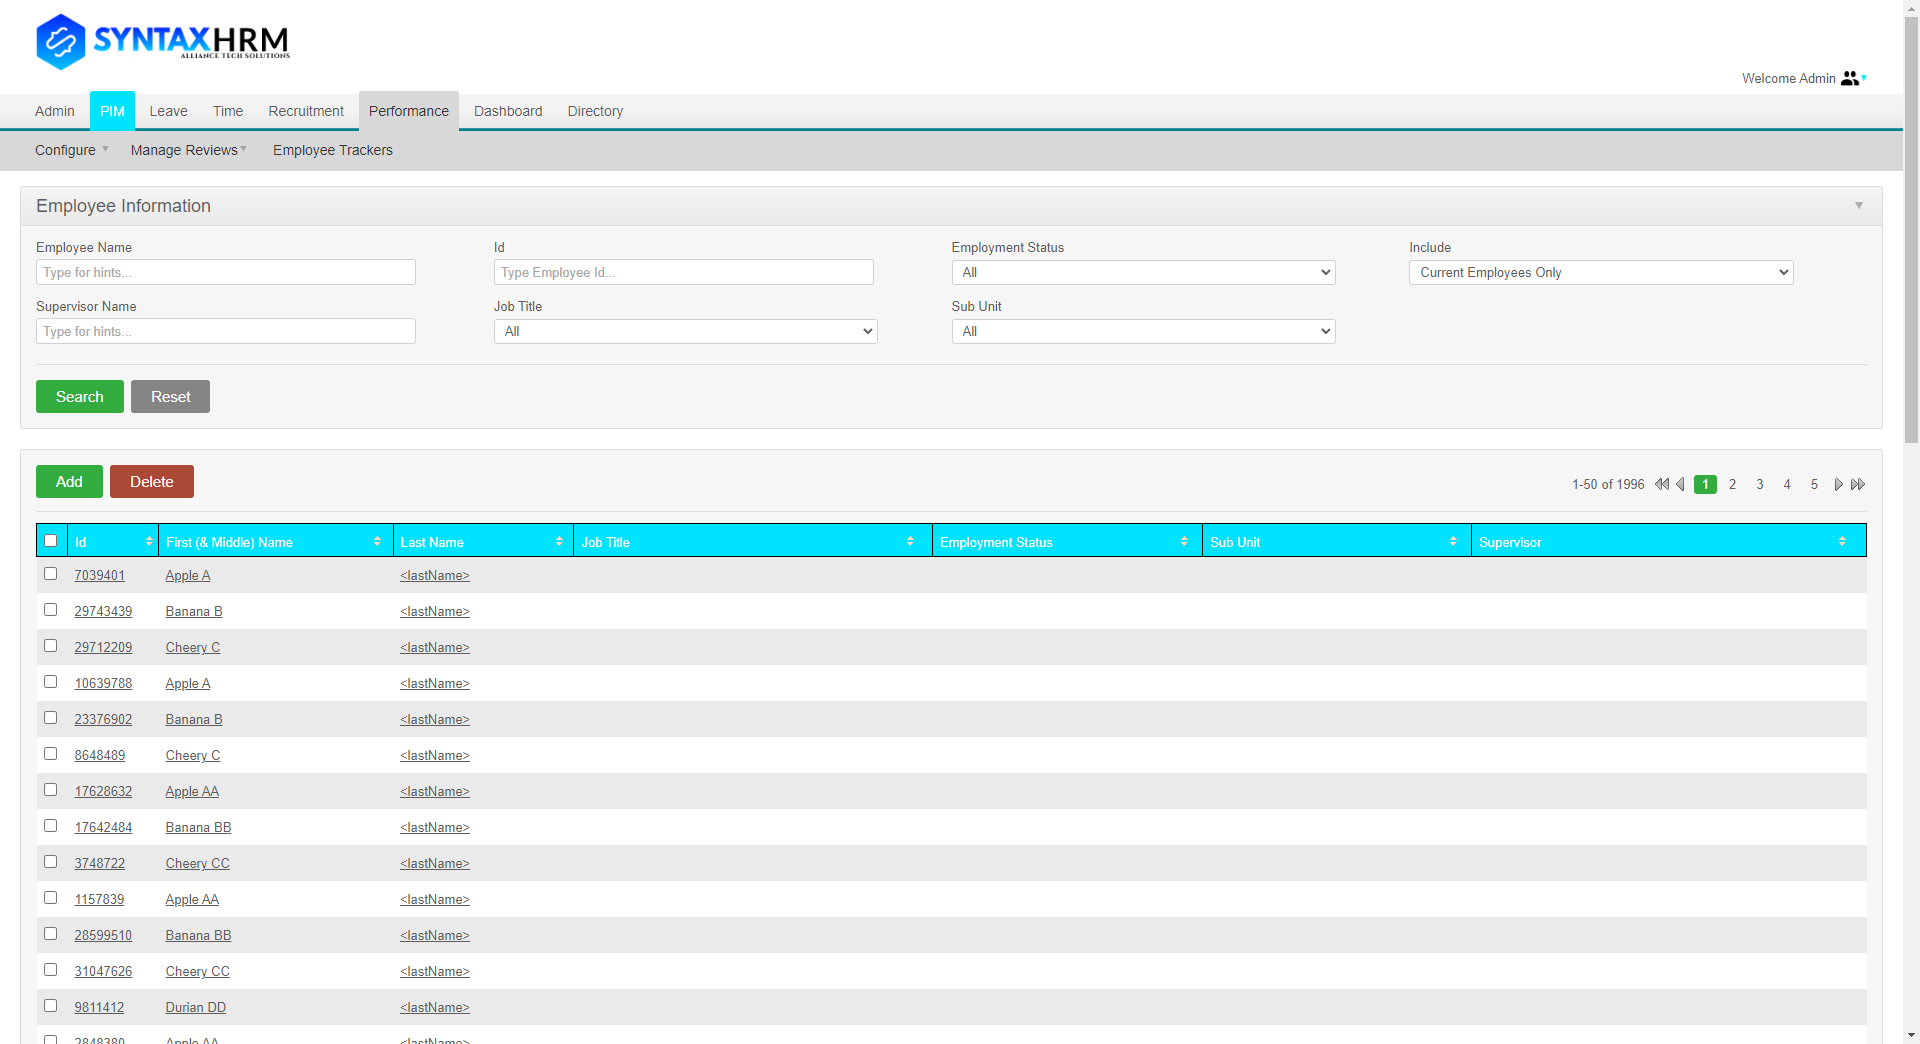 SYNTAXHRM
ALLIANCE TECH SOLUTIONS
Welcome Admin
Admin PIM Leave Time Recruitment Performance Dashboard Directory
Configure Manage Reviews Employee Trackers
Employee Information
Employee Name Id Employment Status Include
Type for hints... Type Employee Id... All Current Employees Only
Supervisor Name Job Title Sub Unit
Type for hints... All All
Search Reset
Add Delete 1-50 of 1996 1 2 3 4 5
Id First (& Middle) Name Last Name Job Title Employment Status Sub Unit Supervisor
7039401 Apple A <lastName>
29743439 Banana B <lastName>
29712209 Cheery C <lastName>
10639788 Apple A <lastName>
23376902 Banana B <lastName>
8648489 Cheery C <lastName>
17628632 Apple AA <lastName>
17642484 Banana BB <lastName>
3748722 Cheery CC <lastName>
1157839 Apple AA <lastName>
28599510 Banana BB <lastName>
31047626 Cheery CC <lastName>
9811412 Durian DD <lastName>
2848380 Apple AA <lastName>